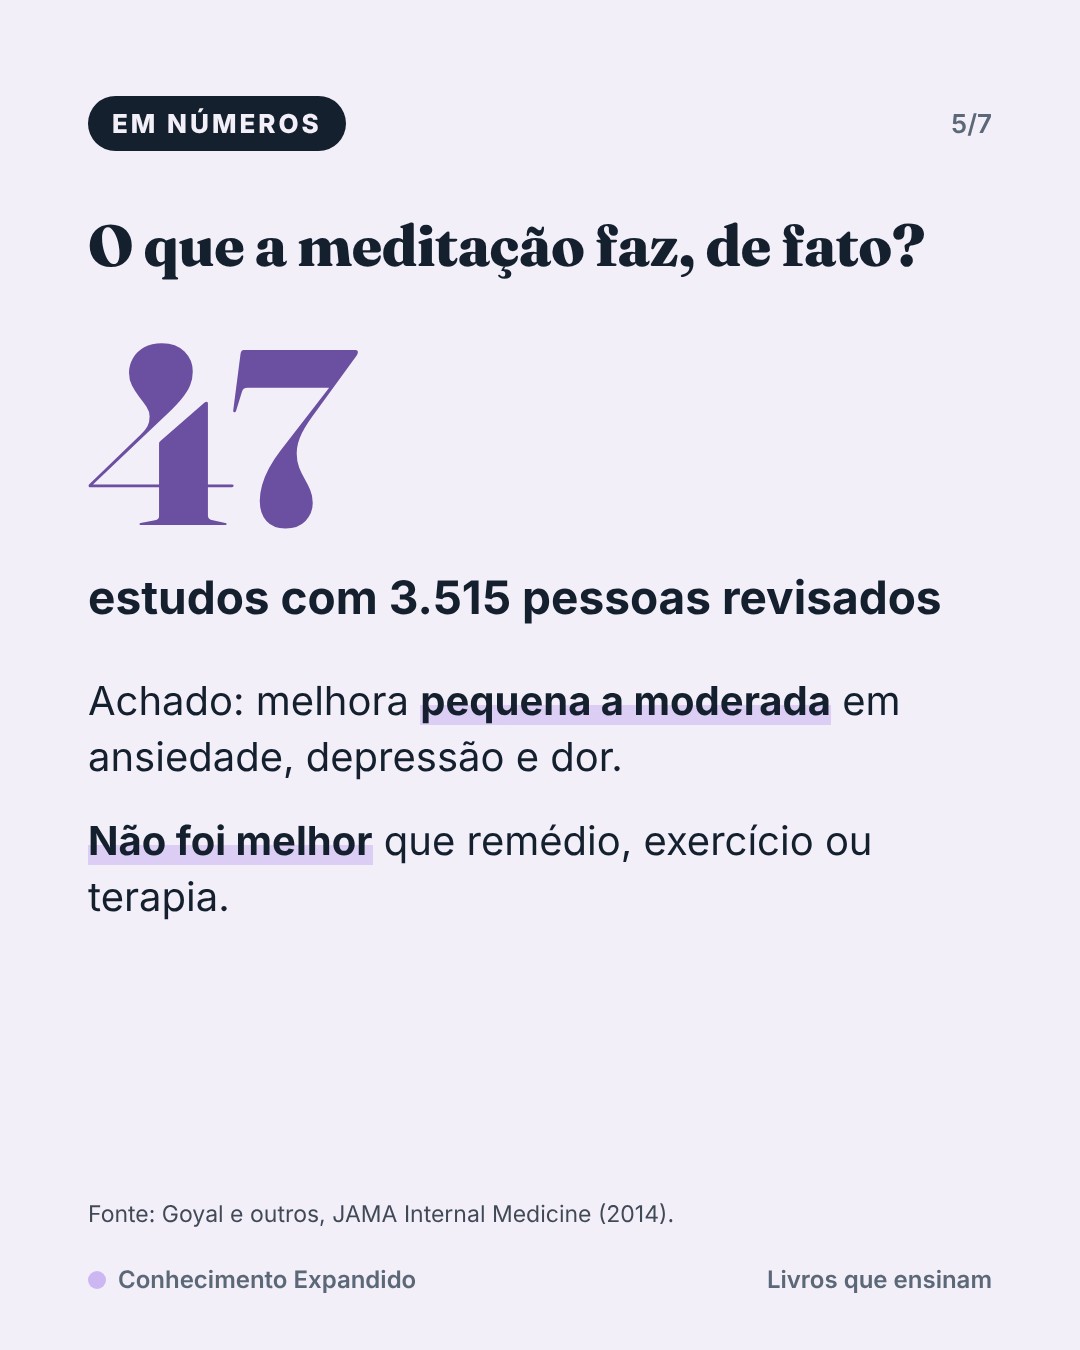 EM NÚMEROS
5/7
O que a meditação faz, de fato?
47
estudos com 3.515 pessoas revisados
Achado: melhora pequena a moderada em
ansiedade, depressão e dor.
Não foi melhor que remédio, exercício ou
terapia.
Fonte: Goyal e outros, JAMA Internal Medicine (2014).
Conhecimento Expandido
Livros que ensinam